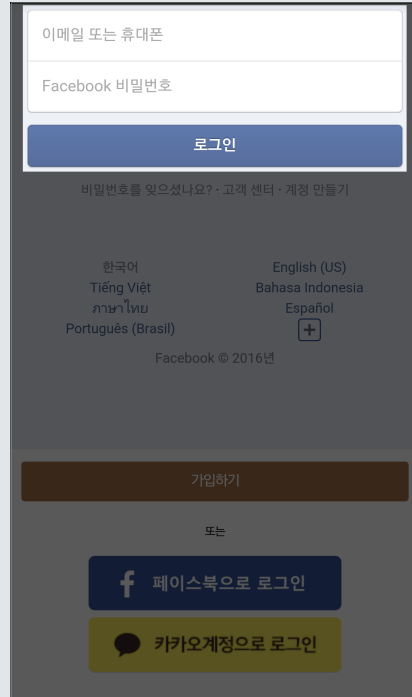 이메일 또는 휴대폰
Facebook 비밀번호
로그인
비밀번호를 잊으셨나요? · 고객 센터 · 계정 만들기
한국어 English (US)
Tiếng Việt Bahasa Indonesia
ภาษาไทย Español
Português (Brasil)
Facebook © 2016년
가입하기
또는
페이스북으로 로그인
카카오계정으로 로그인